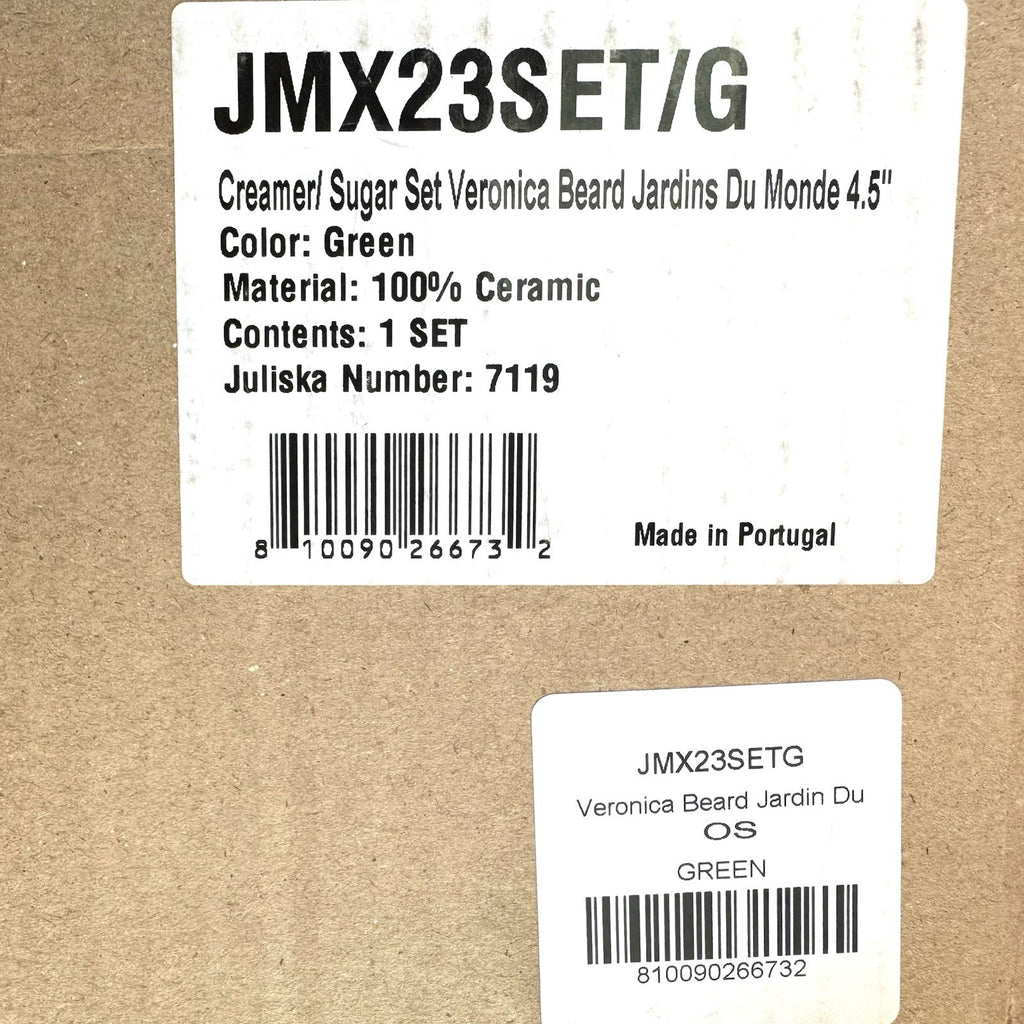 JMX23SET/G
Creamer/ Sugar Set Veronica Beard Jardins Du Monde 4.5"
Color: Green
Material: 100% Ceramic
Contents: 1 SET
Juliska Number: 7119
8 10090 26673 2
Made in Portugal
JMX23SETG
Veronica Beard Jardin Du
OS
GREEN
810090266732